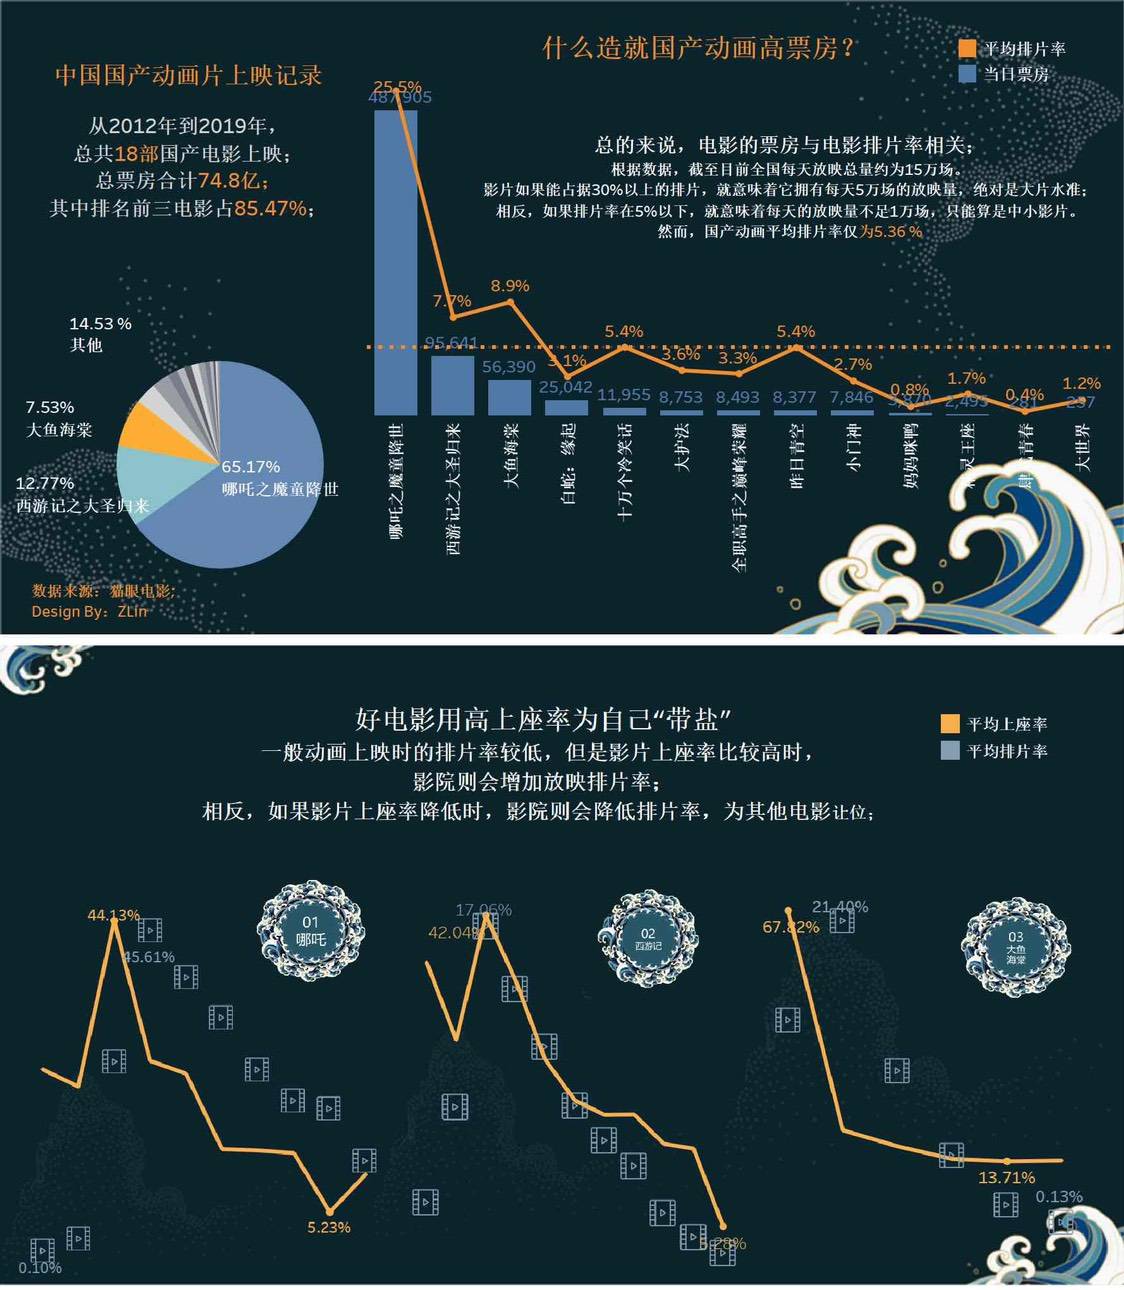 中国国产动画片上映记录
从2012年到2019年，
总共18部国产电影上映；
总票房合计74.8亿；
其中排名前三电影占85.47%；
14.53 %
其他
7.53%
大鱼海棠
12.77%
西游记之大圣归来
65.17%
哪吒之魔童降世
数据来源：猫眼电影;
Design By：ZLin
什么造就国产动画高票房？
平均排片率
当日票房
总的来说，电影的票房与电影排片率相关；
根据数据，截至目前全国每天放映总量约为15万场。
影片如果能占据30%以上的排片，就意味着它拥有每天5万场的放映量，绝对是大片水准；
相反，如果排片率在5%以下，就意味着每天的放映量不足1万场，只能算是中小影片。
然而，国产动画平均排片率仅为5.36 %
25.5%
7.7%
8.9%
3.1%
5.4%
3.6%
3.3%
5.4%
2.7%
0.8%
1.7%
0.4%
1.2%
487,905
95,641
56,390
25,042
11,955
8,753
8,493
8,377
7,846
2,495
281
237
哪吒之魔童降世
西游记之大圣归来
大鱼海棠
白蛇：缘起
十万个冷笑话
大护法
全职高手之巅峰荣耀
昨日青空
小门神
妈妈咪鸭
灵王座
青春
大世界
好电影用高上座率为自己“带盐”
一般动画上映时的排片率较低，但是影片上座率比较高时，
影院则会增加放映排片率；
相反，如果影片上座率降低时，影院则会降低排片率，为其他电影让位；
平均上座率
平均排片率
44.13%
45.61%
01
哪吒
5.23%
0.10%
17.06%
42.04%
02
西游记
5.28%
67.82%
21.40%
03
大鱼
海棠
13.71%
0.13%